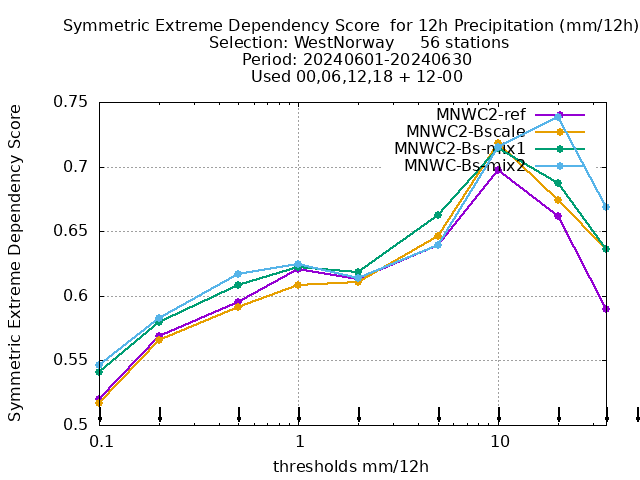 Symmetric Extreme Dependency Score  for 12h Precipitation (mm/12h)
Selection: WestNorway     56 stations
Period: 20240601-20240630
Used 00,06,12,18 + 12-00
Symmetric Extreme Dependency Score
0.75
0.7
0.65
0.6
0.55
0.5
MNWC2-ref
MNWC2-Bscale
MNWC2-Bs-mix1
MNWC-Bs-mix2
0.1
1
10
thresholds mm/12h